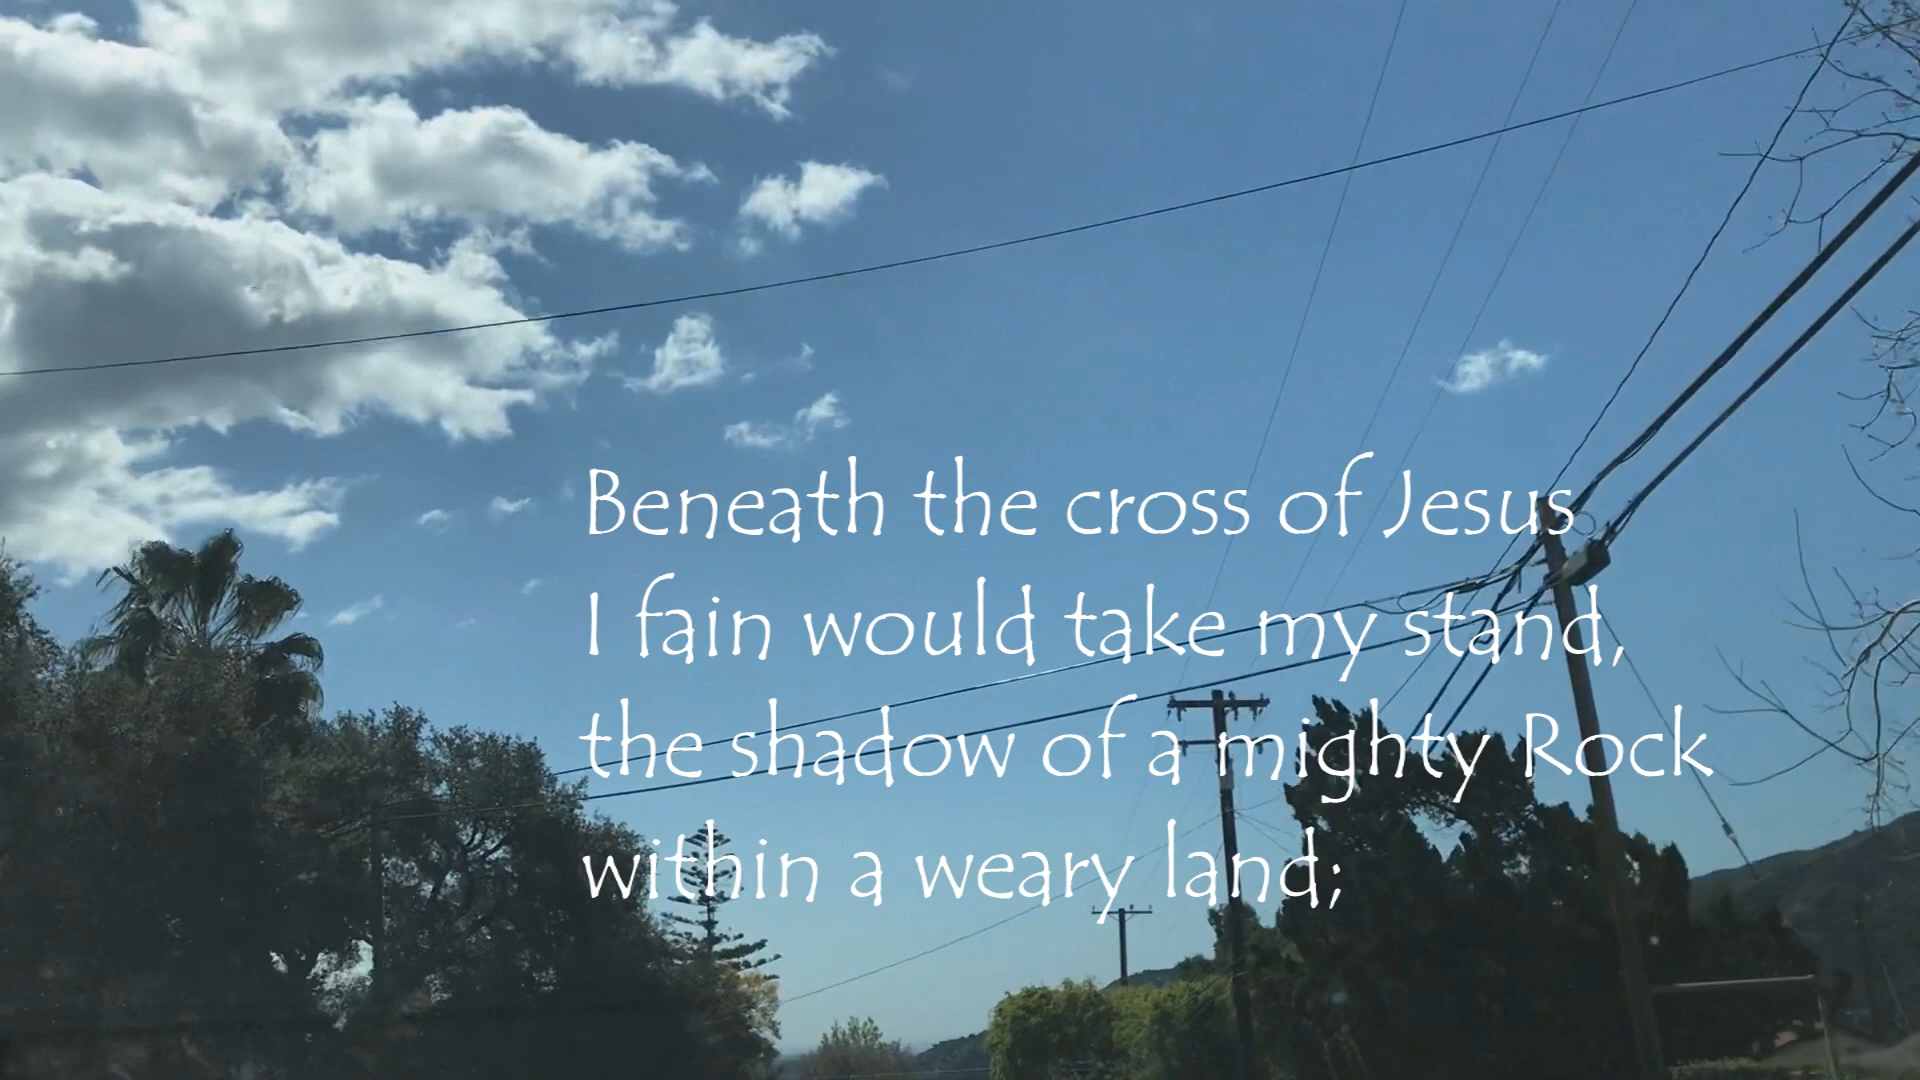 Beneath the cross of Jesus
I fain would take my stand,
the shadow of a mighty Rock
within a weary land;